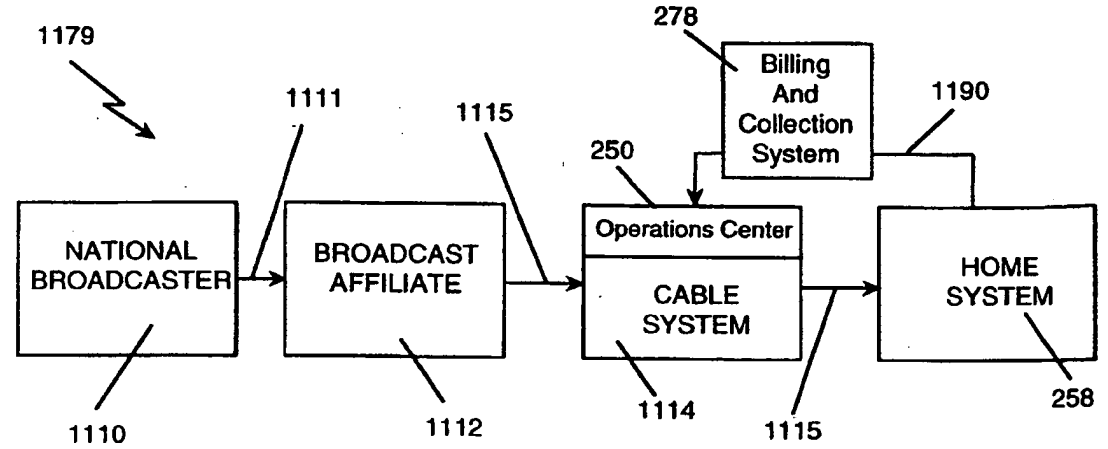 1179
1111
1115
278
Billing
And
Collection
System
1190
250
NATIONAL
BROADCASTER
BROADCAST
AFFILIATE
Operations Center
CABLE
SYSTEM
HOME
SYSTEM
1110
1112
1114
1115
258